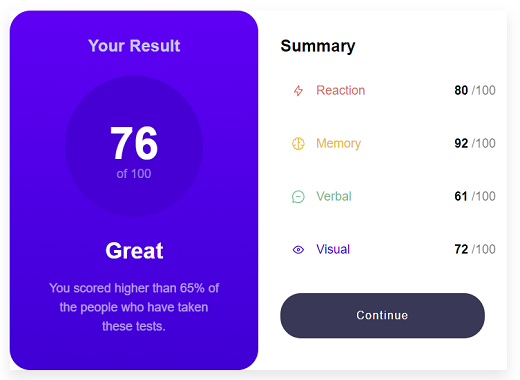 Your Result
76
of 100
Great
You scored higher than 65% of
the people who have taken
these tests.
Summary
Reaction 80 /100
Memory 92 /100
Verbal 61 /100
Visual 72 /100
Continue